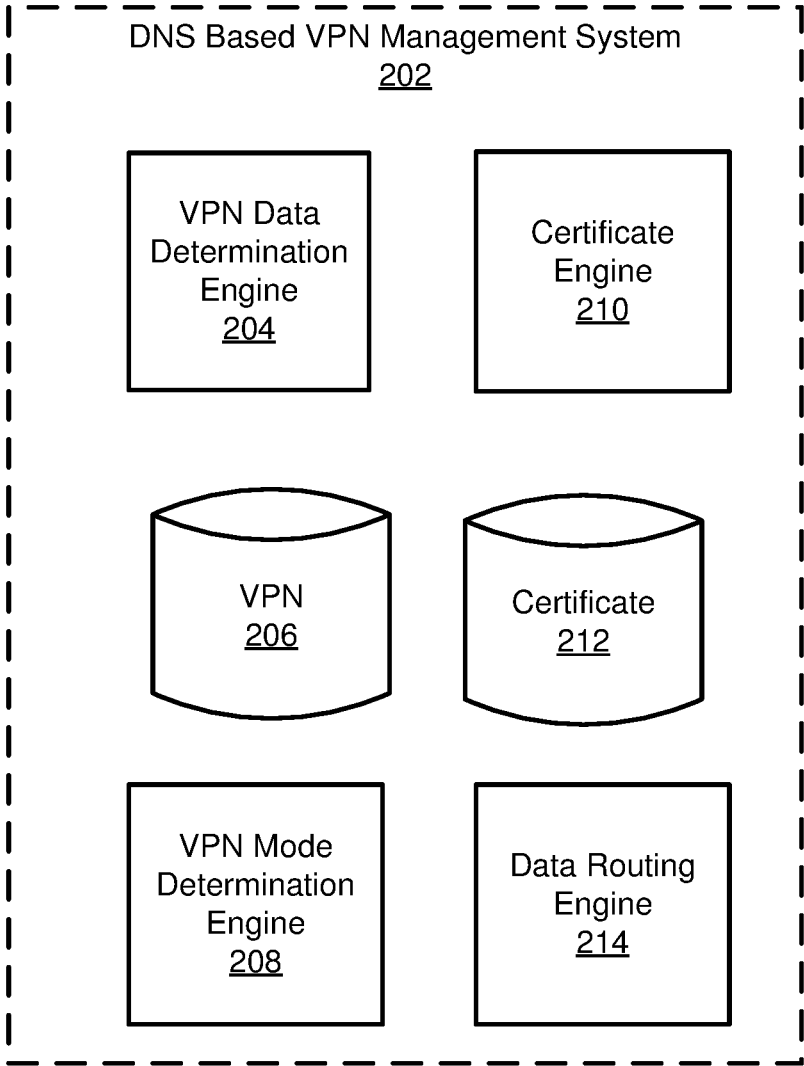 DNS Based VPN Management System
202
VPN Data
Determination
Engine
204
Certificate
Engine
210
VPN
206
Certificate
212
VPN Mode
Determination
Engine
208
Data Routing
Engine
214